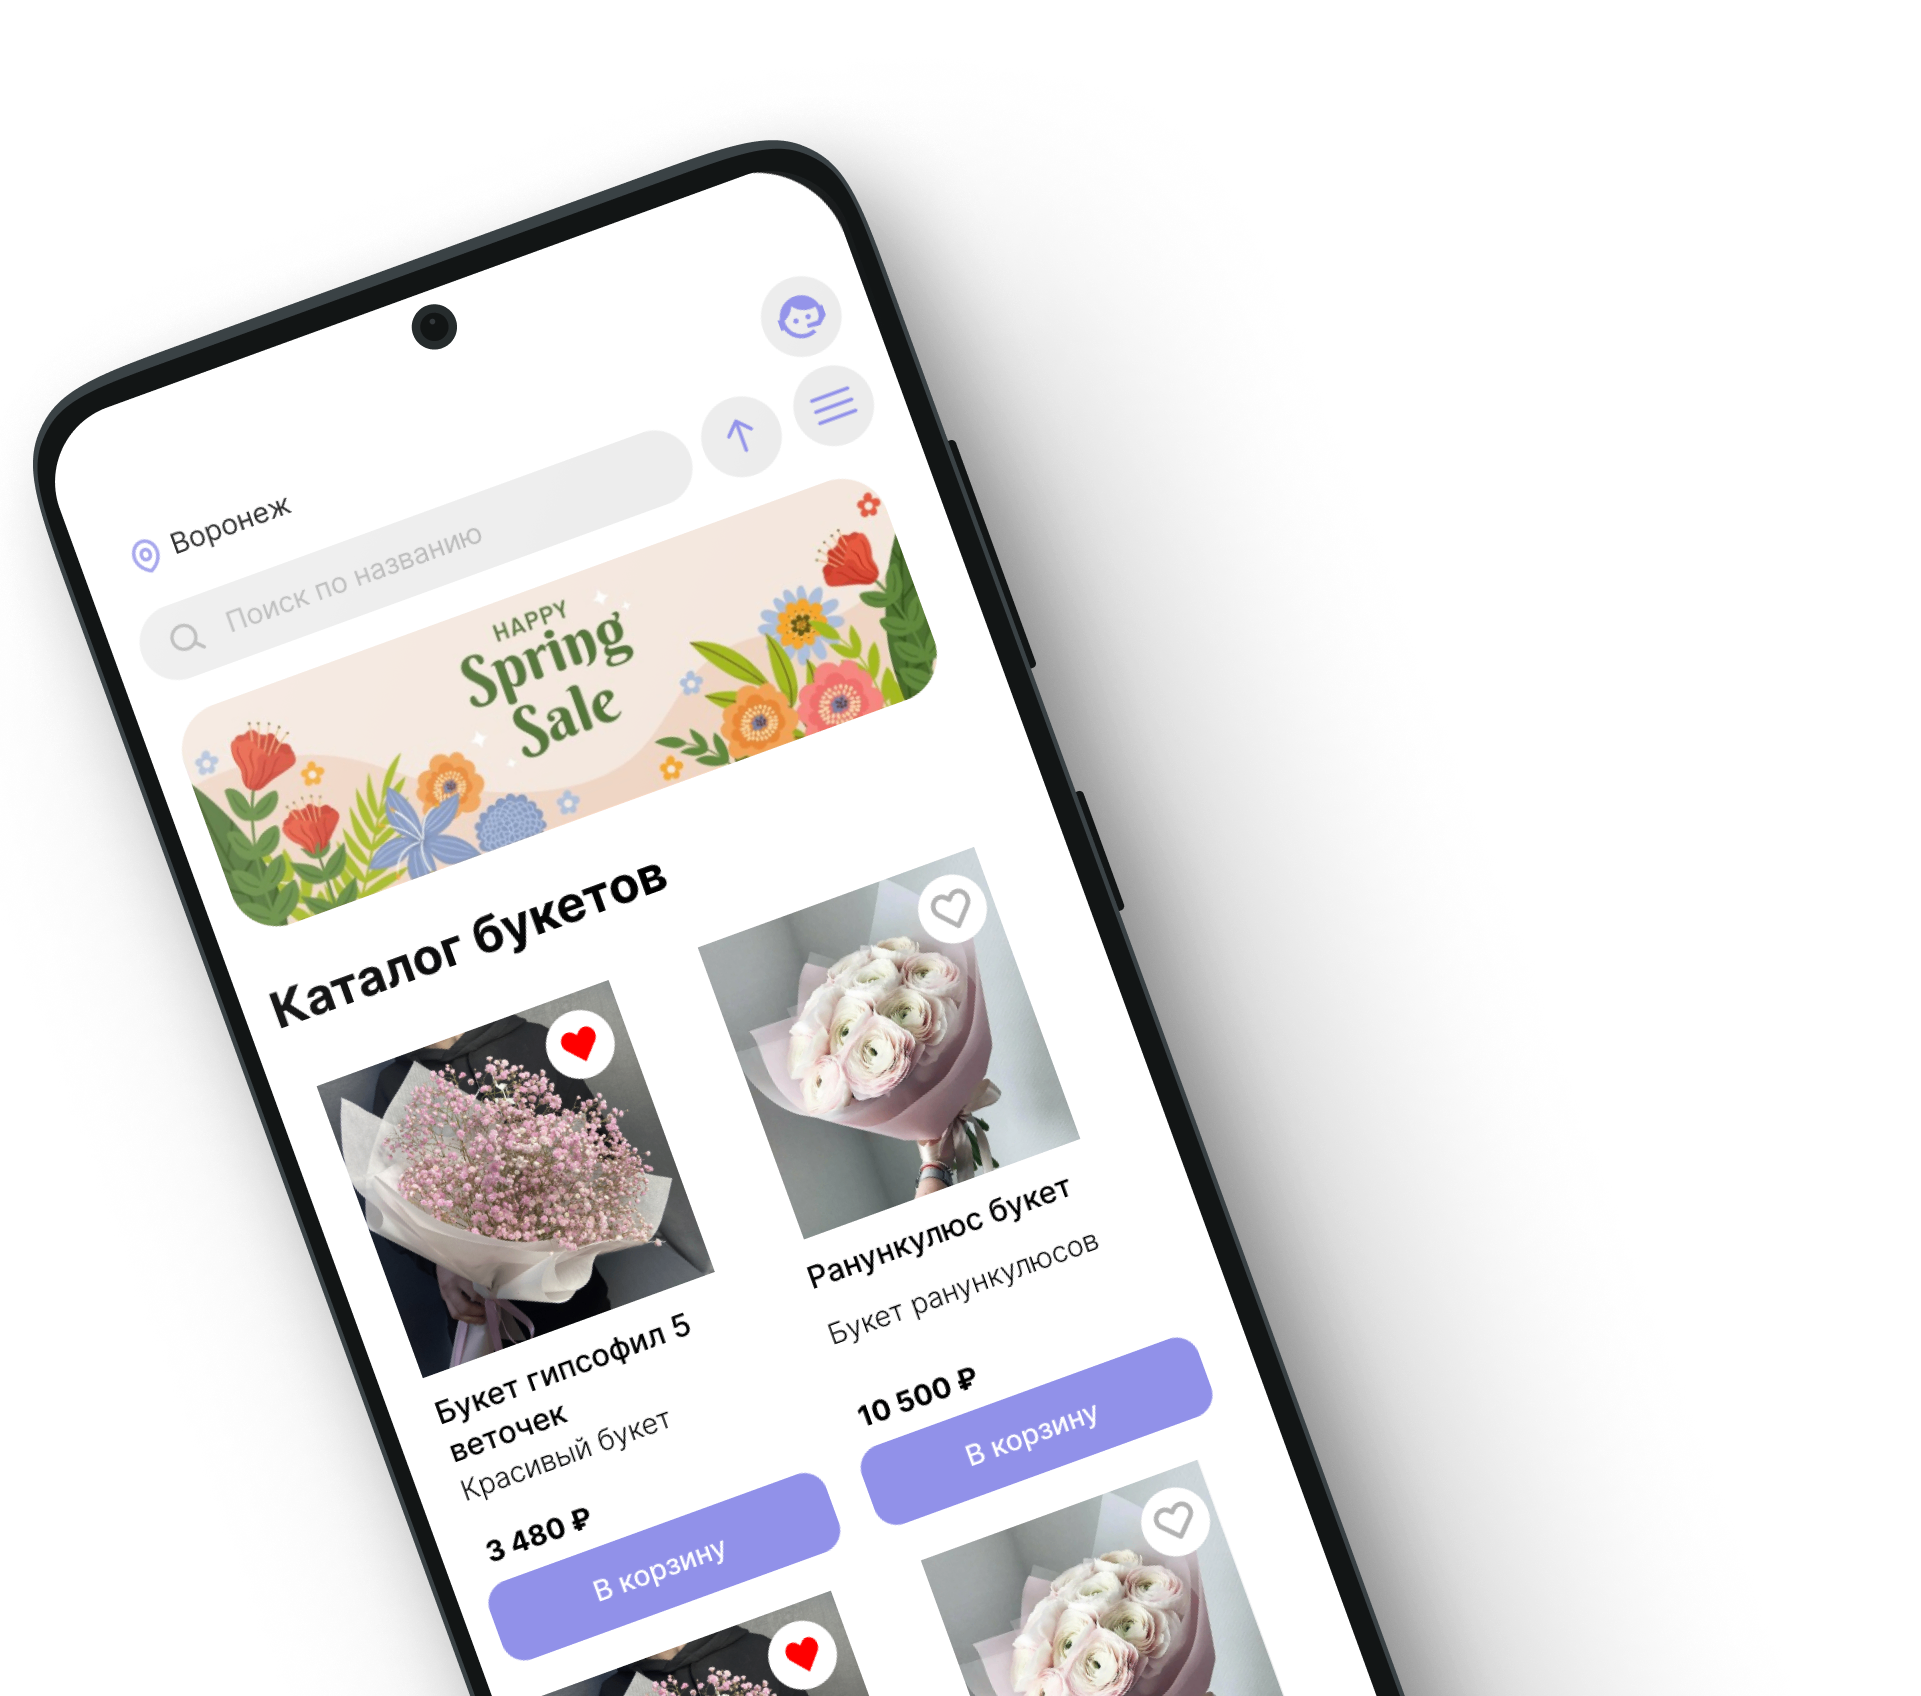 Воронеж
Поиск по названию
HAPPY
Spring
Sale
Каталог букетов
Букет гипсофил 5
веточек
Красивый букет
3 480 ₽
В корзину
Ранункулюс букет
Букет ранункулюсов
10 500 ₽
В корзину